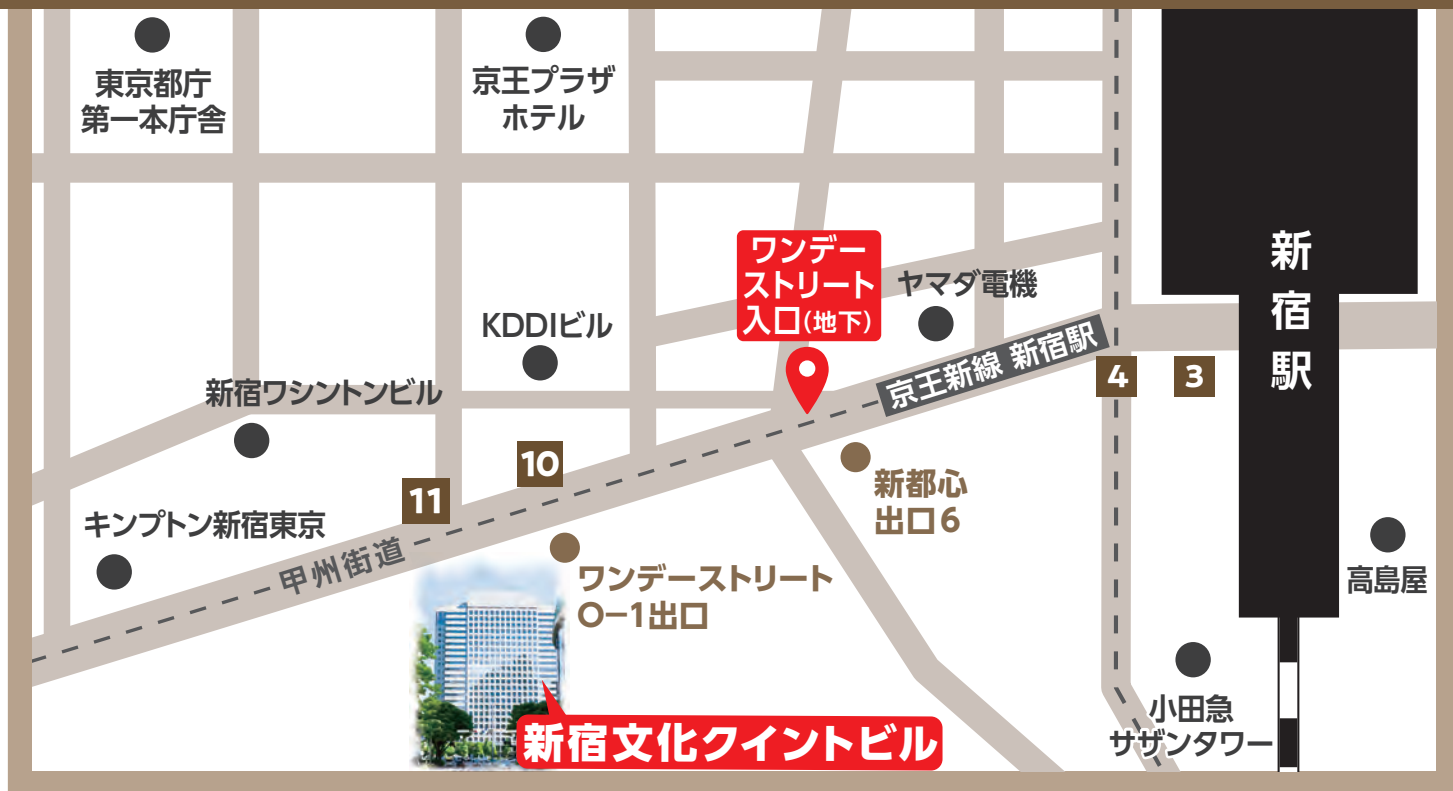 東京都庁
第一本庁舎
京王プラザ
ホテル
ワンデー
ストリート
入口(地下)
ヤマダ電機
新宿駅
KDDIビル
京王新線 新宿駅
4
3
新宿ワシントンビル
10
11
新都心
出口6
キンプトン新宿東京
甲州街道
ワンデーストリート
O−1出口
高島屋
小田急
サザンタワー
新宿文化クイントビル